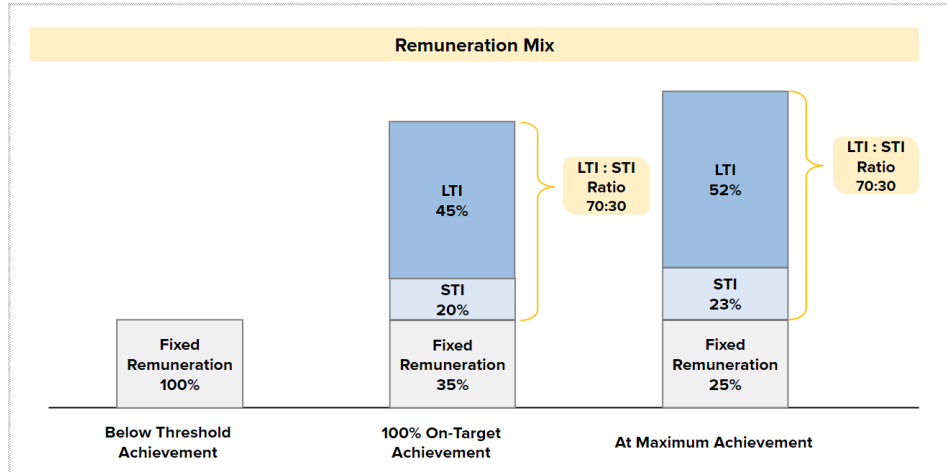 Remuneration Mix
LTI
45%
STI
20%
Fixed
Remuneration
35%
LTI : STI
Ratio
70:30
LTI
52%
STI
23%
Fixed
Remuneration
25%
LTI : STI
Ratio
70:30
Fixed
Remuneration
100%
Below Threshold
Achievement
100% On-Target
Achievement
At Maximum Achievement